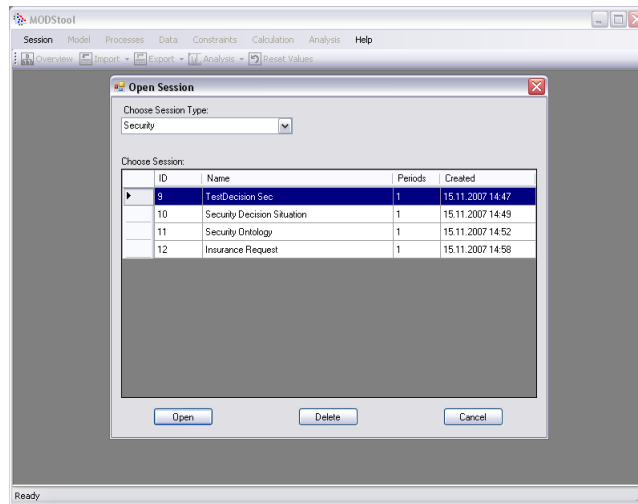 MODStool
Session Model Processes Data Constraints Calculation Analysis Help
Overview Import Export Analysis Reset Values
Open Session
Choose Session Type:
Security
Choose Session:
ID Name Periods Created
9 TestDecision Sec 1 15.11.2007 14:47
10 Security Decision Situation 1 15.11.2007 14:49
11 Security Ontology 1 15.11.2007 14:52
12 Insurance Request 1 15.11.2007 14:58
Open Delete Cancel
Ready